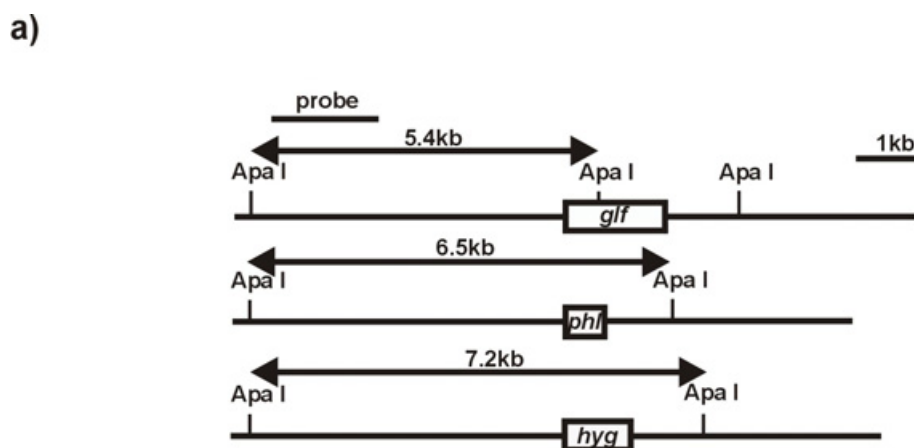 a)
probe
5.4kb
1kb
Apa I Apa I Apa I
glf
6.5kb
Apa I Apa I
phl
7.2kb
Apa I Apa I
hyg